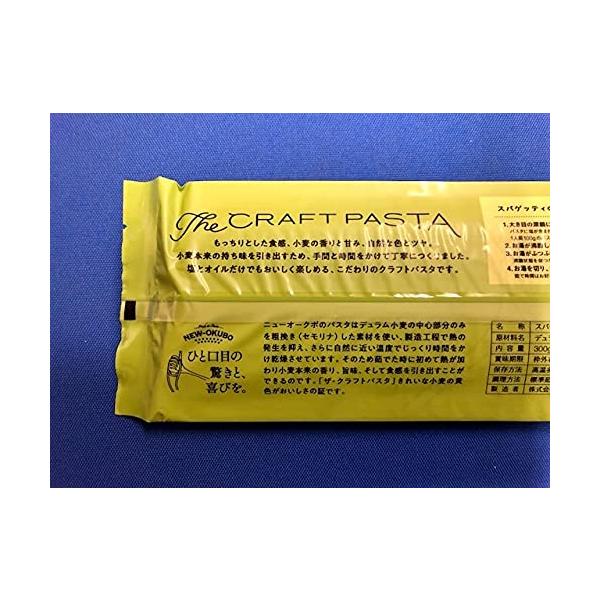 The CRAFT PASTA
もっちりとした食感、小麦の香りと甘み、自然な色とツヤ。
小麦本来の持ち味を引き出すため、手間と時間をかけて丁寧につくりました。
塩とオイルだけでもおいしく楽しめる、こだわりのクラフトパスタです。
NEW-OKUBO
ひと口目の
驚きと、
喜びを。
ニューオークボのパスタはデュラム小麦の中心部分のみ
を粗挽き(セモリナ)した素材を使い、製造工程で熱の
発生を抑え、さらに自然に近い温度でじっくり時間をか
け乾燥させています。そのため茹でた時に初めて熱が加
わり小麦本来の香り、旨味、そして食感を引き出すことが
できるのです。「ザ・クラフトパスタ」きれいな小麦の黄
色がおいしさの証です。
スパゲッティの
1.大き目の深鍋に
2.お湯が沸騰し
3.お湯がふつふ
4.お湯を切り、
名 称 スパ
原材料名 デュ
内 容 量 300
賞味期限 枠外
保存方法 高温
調理方法 標準
製 造 者 株式